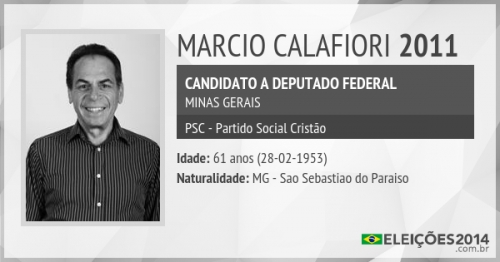 MARCIO CALAFIORI 2011
CANDIDATO A DEPUTADO FEDERAL
MINAS GERAIS
PSC - Partido Social Cristão
Idade: 61 anos (28-02-1953)
Naturalidade: MG - Sao Sebastiao do Paraiso
ELEIÇÕES2014
.com.br